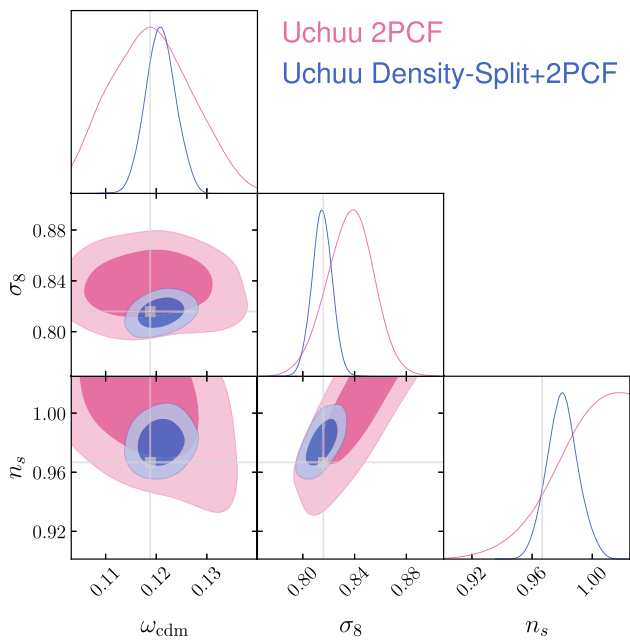 Uchuu 2PCF
Uchuu Density-Split+2PCF
0.88
0.84
0.80
σ₈
1.00
0.96
0.92
nₛ
0.11 0.12 0.13
0.80 0.84 0.88
0.92 0.96 1.00
ω_cdm
σ₈
nₛ